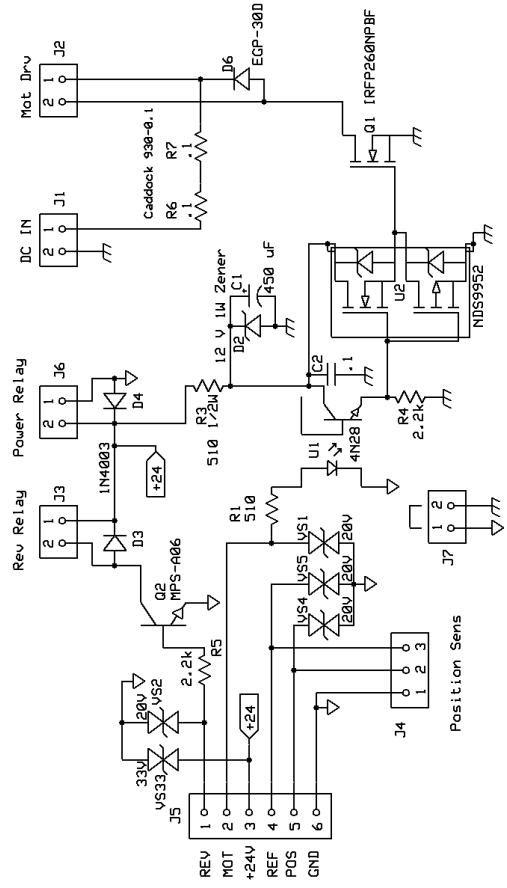 Mot Drv
J2
2 1
D6
EGP-30D
DC IN
J1
2 1
Caddock 930-0.1
R6
.1
R7
.1
Q1 IRFP260NPBF
Power Relay
J6
2 1
D4
1N4003
+24
R3
510 1/2W
12 V 1W Zener
D2
C1
+
450 uF
C2
.1
U2
NDS9952
Rev Relay
J3
2 1
D3
Q2
MPS-A06
R1
510
U1
4N28
R4
2.2k
J7
1 2
R5
2.2k
VS1
20V
VS5
20V
VS4
20V
VS2
20V
VS33
33V
+24
J4
1 2 3
Position Sens
J5
REV 1
MOT 2
+24V 3
REF 4
POS 5
GND 6